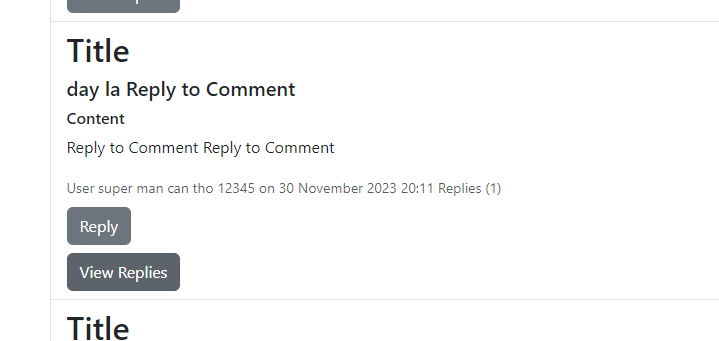 Title
day la Reply to Comment
Content
Reply to Comment Reply to Comment
User super man can tho 12345 on 30 November 2023 20:11 Replies (1)
Reply
View Replies
Title